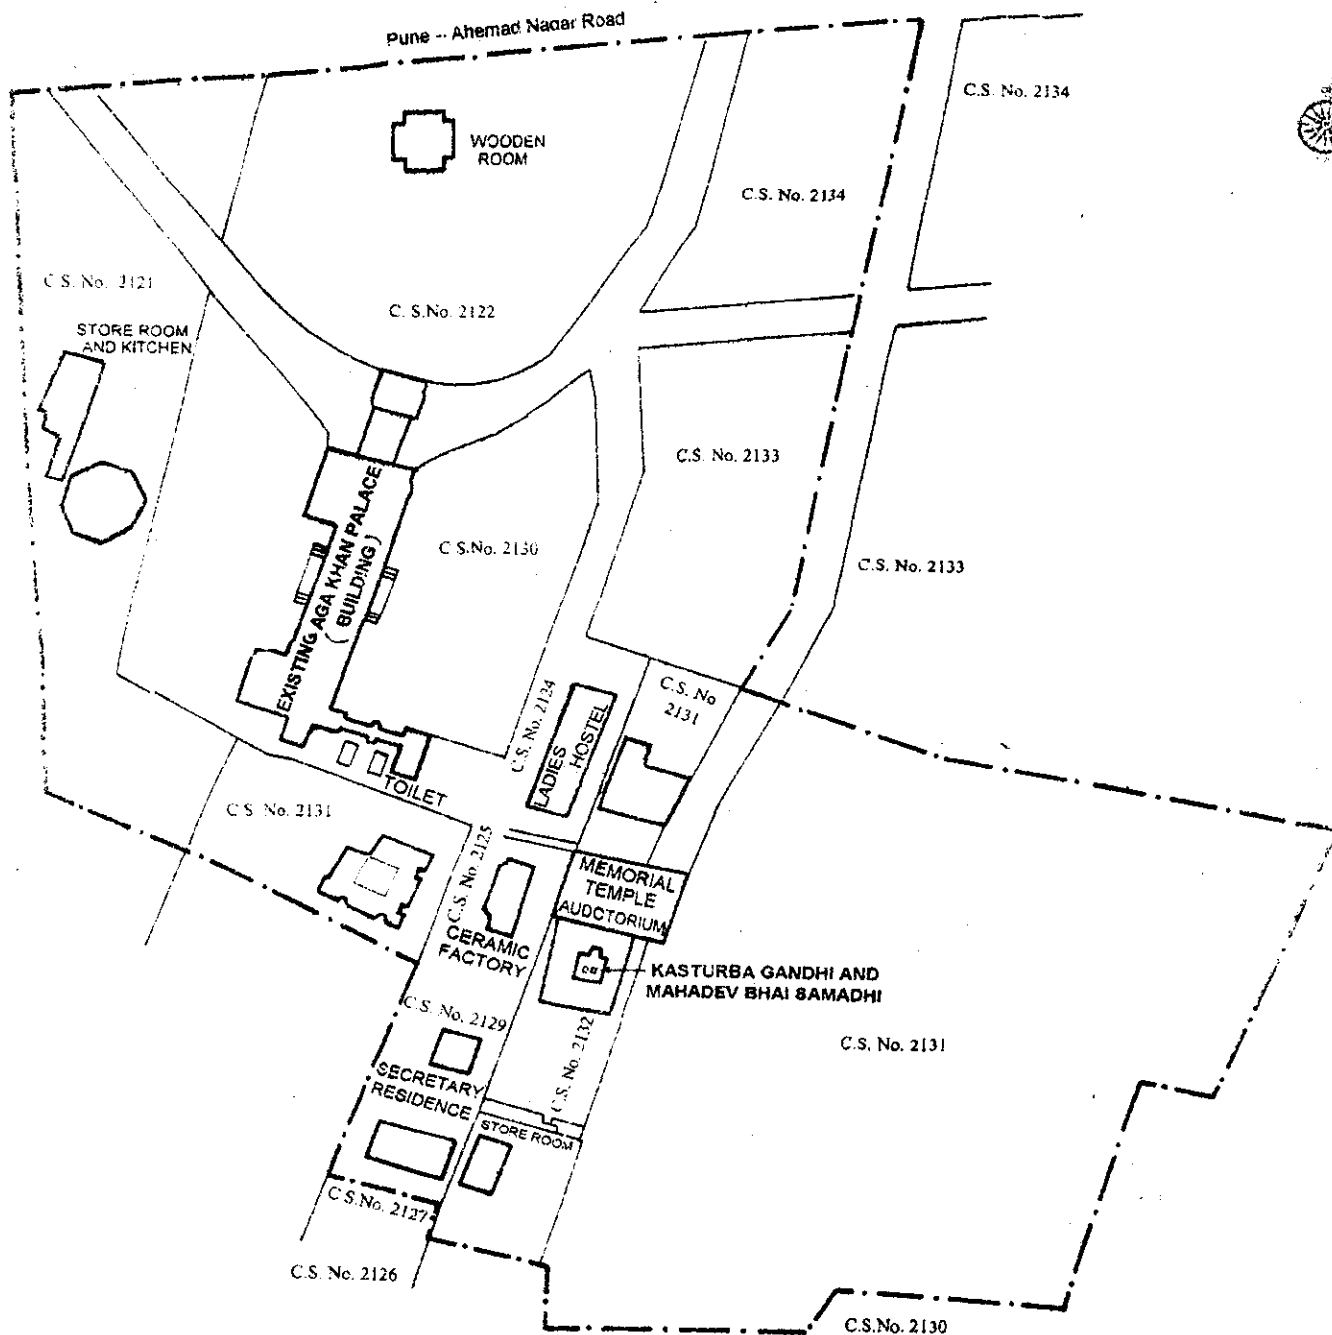 Pune -- Ahemad Nagar Road
C.S. No. 2134
WOODEN
ROOM
C.S. No. 2134
C.S. No. 2121
C. S.No. 2122
STORE ROOM
AND KITCHEN
C.S. No. 2133
EXISTING AGA KHAN PALACE
( BUILDING )
C S.No. 2130
C.S. No. 2133
C.S. No
2131
C.S. No. 2124
LADIES
HOSTEL
TOILET
C S. No. 2131
C.S. No. 2125
MEMORIAL
TEMPLE
AUDCTORIUM
CERAMIC
FACTORY
KASTURBA GANDHI AND
MAHADEV BHAI SAMADHI
C.S. No. 2129
C.S. No. 2132
C.S. No. 2131
SECRETARY
RESIDENCE
STORE ROOM
C S.No. 2127
C.S. No. 2126
C.S.No. 2130